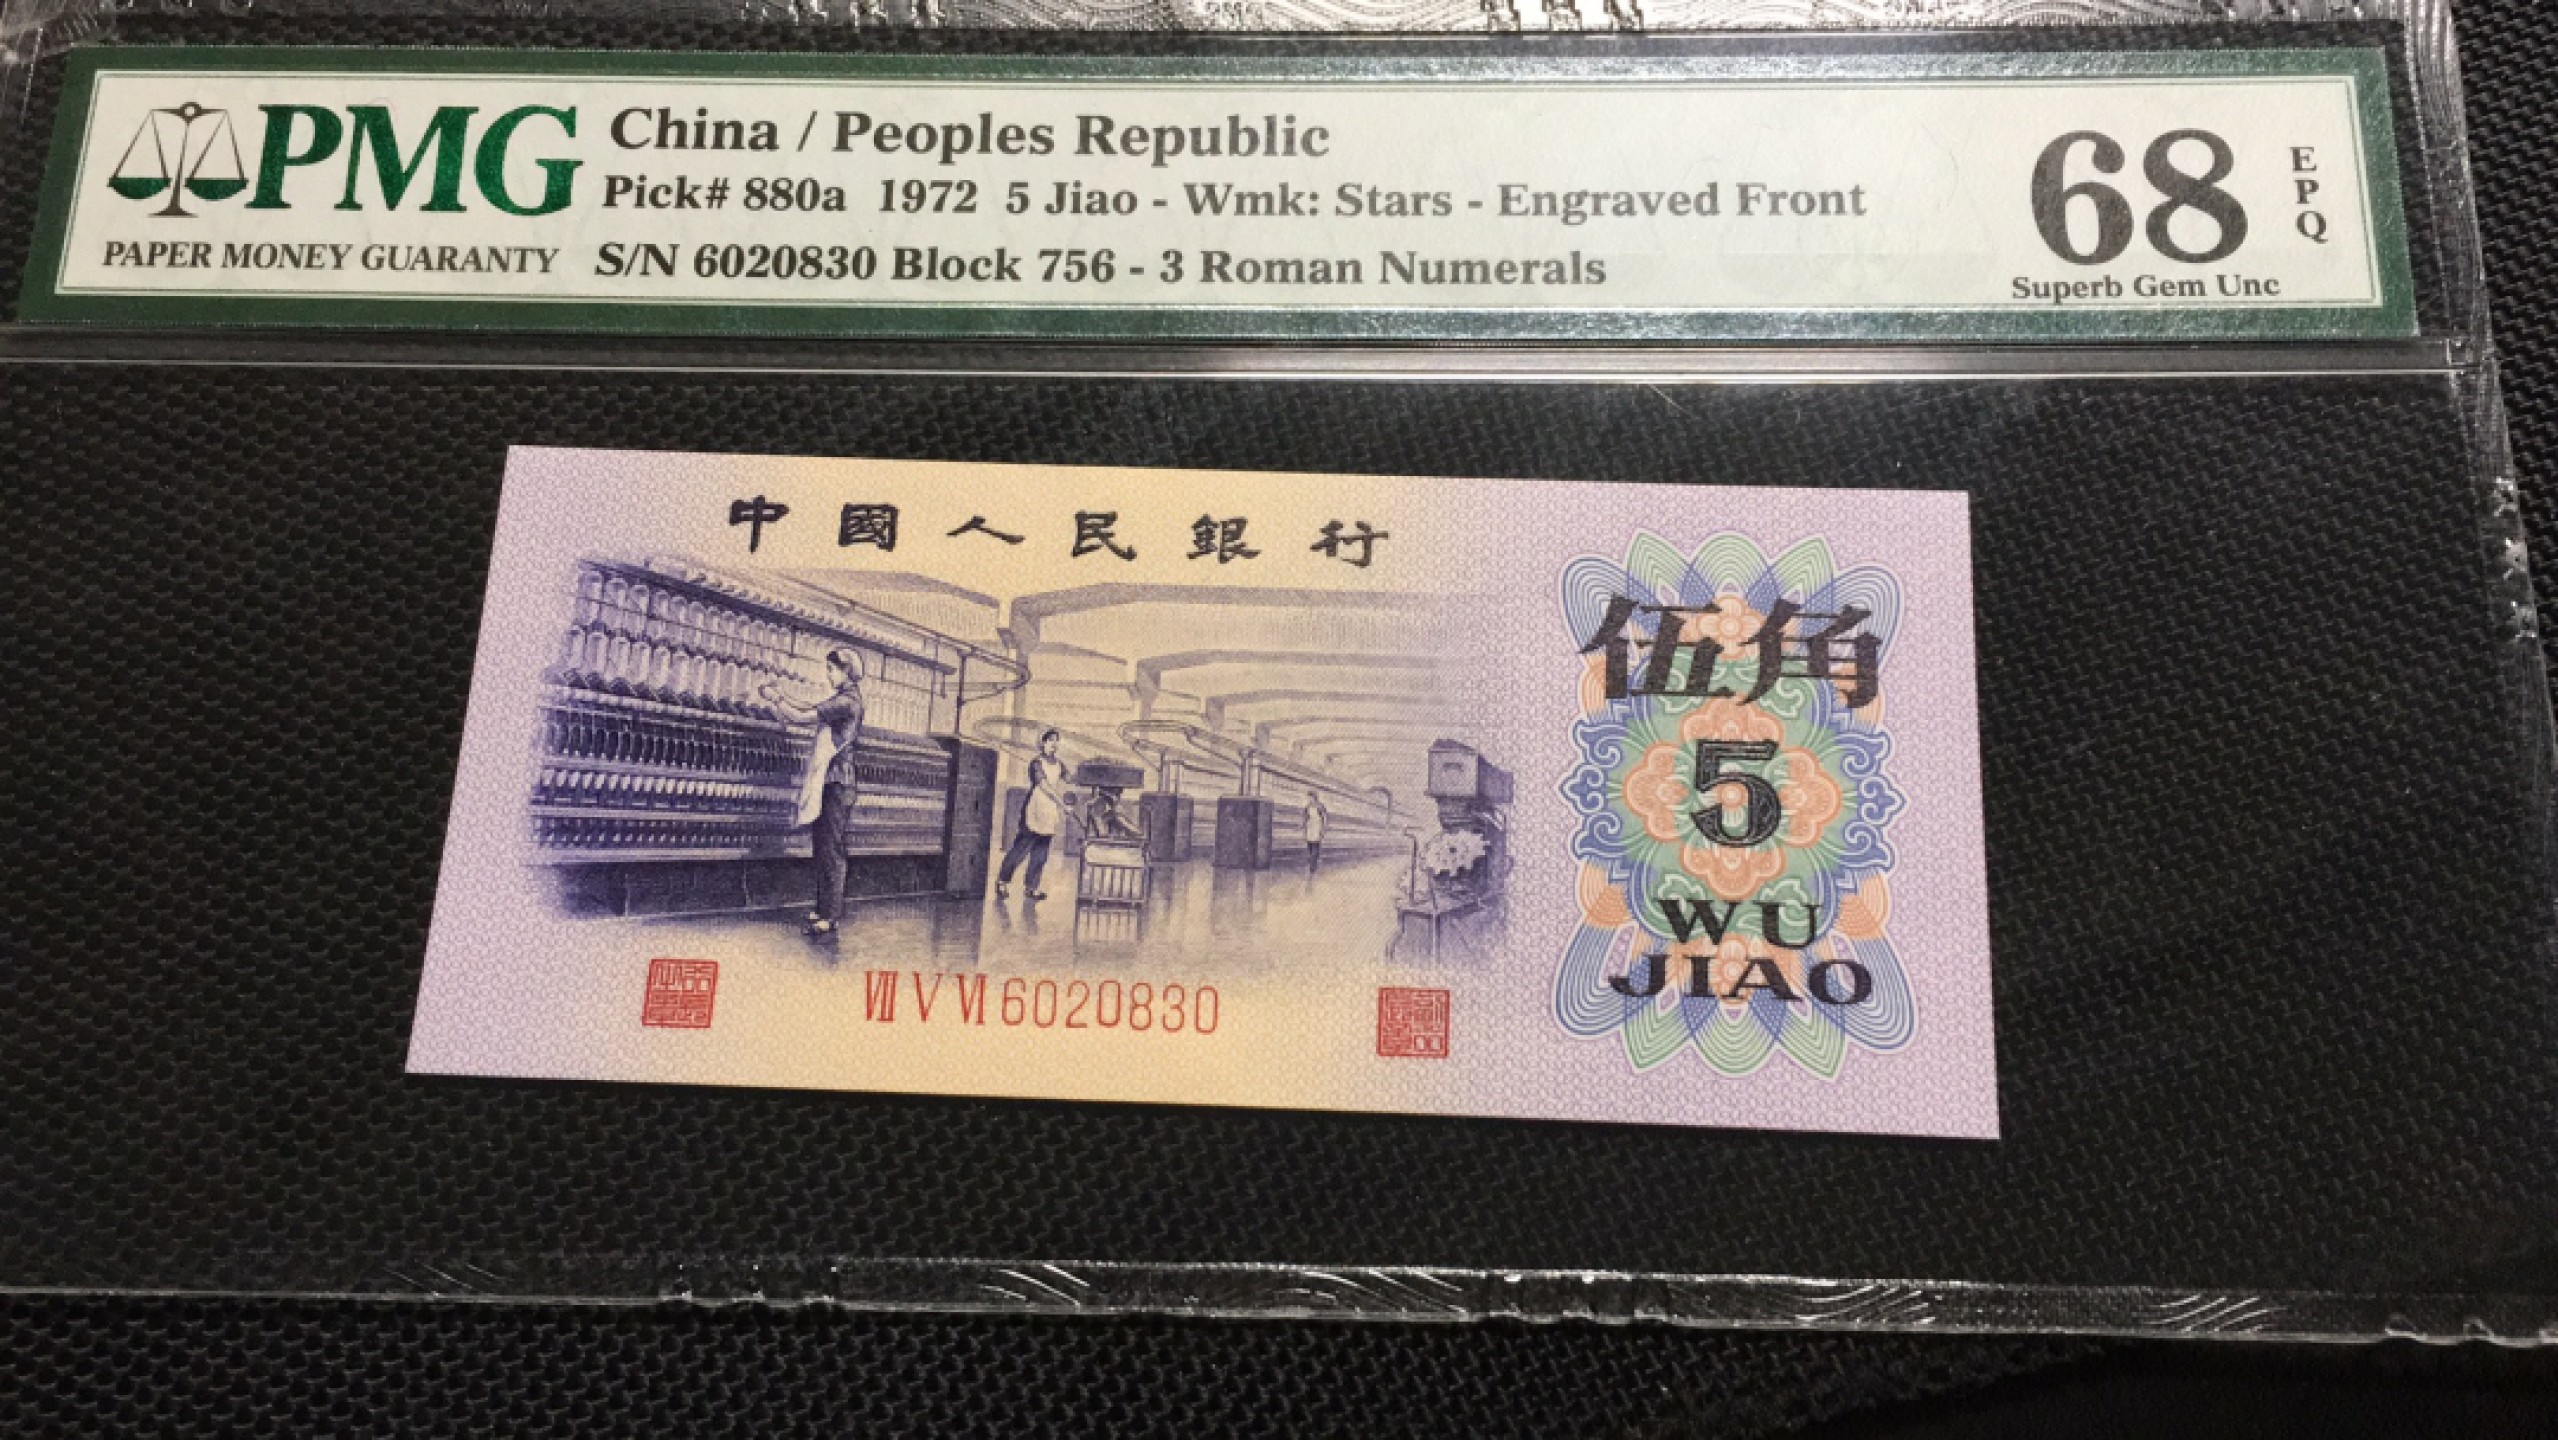 PMG
PAPER MONEY GUARANTY
China / Peoples Republic
Pick# 880a 1972 5 Jiao - Wmk: Stars - Engraved Front
S/N 6020830 Block 756 - 3 Roman Numerals
68
EPQ
Superb Gem Unc
中國人民銀行
伍角
5
WU
JIAO
Ⅶ Ⅴ Ⅵ 6020830